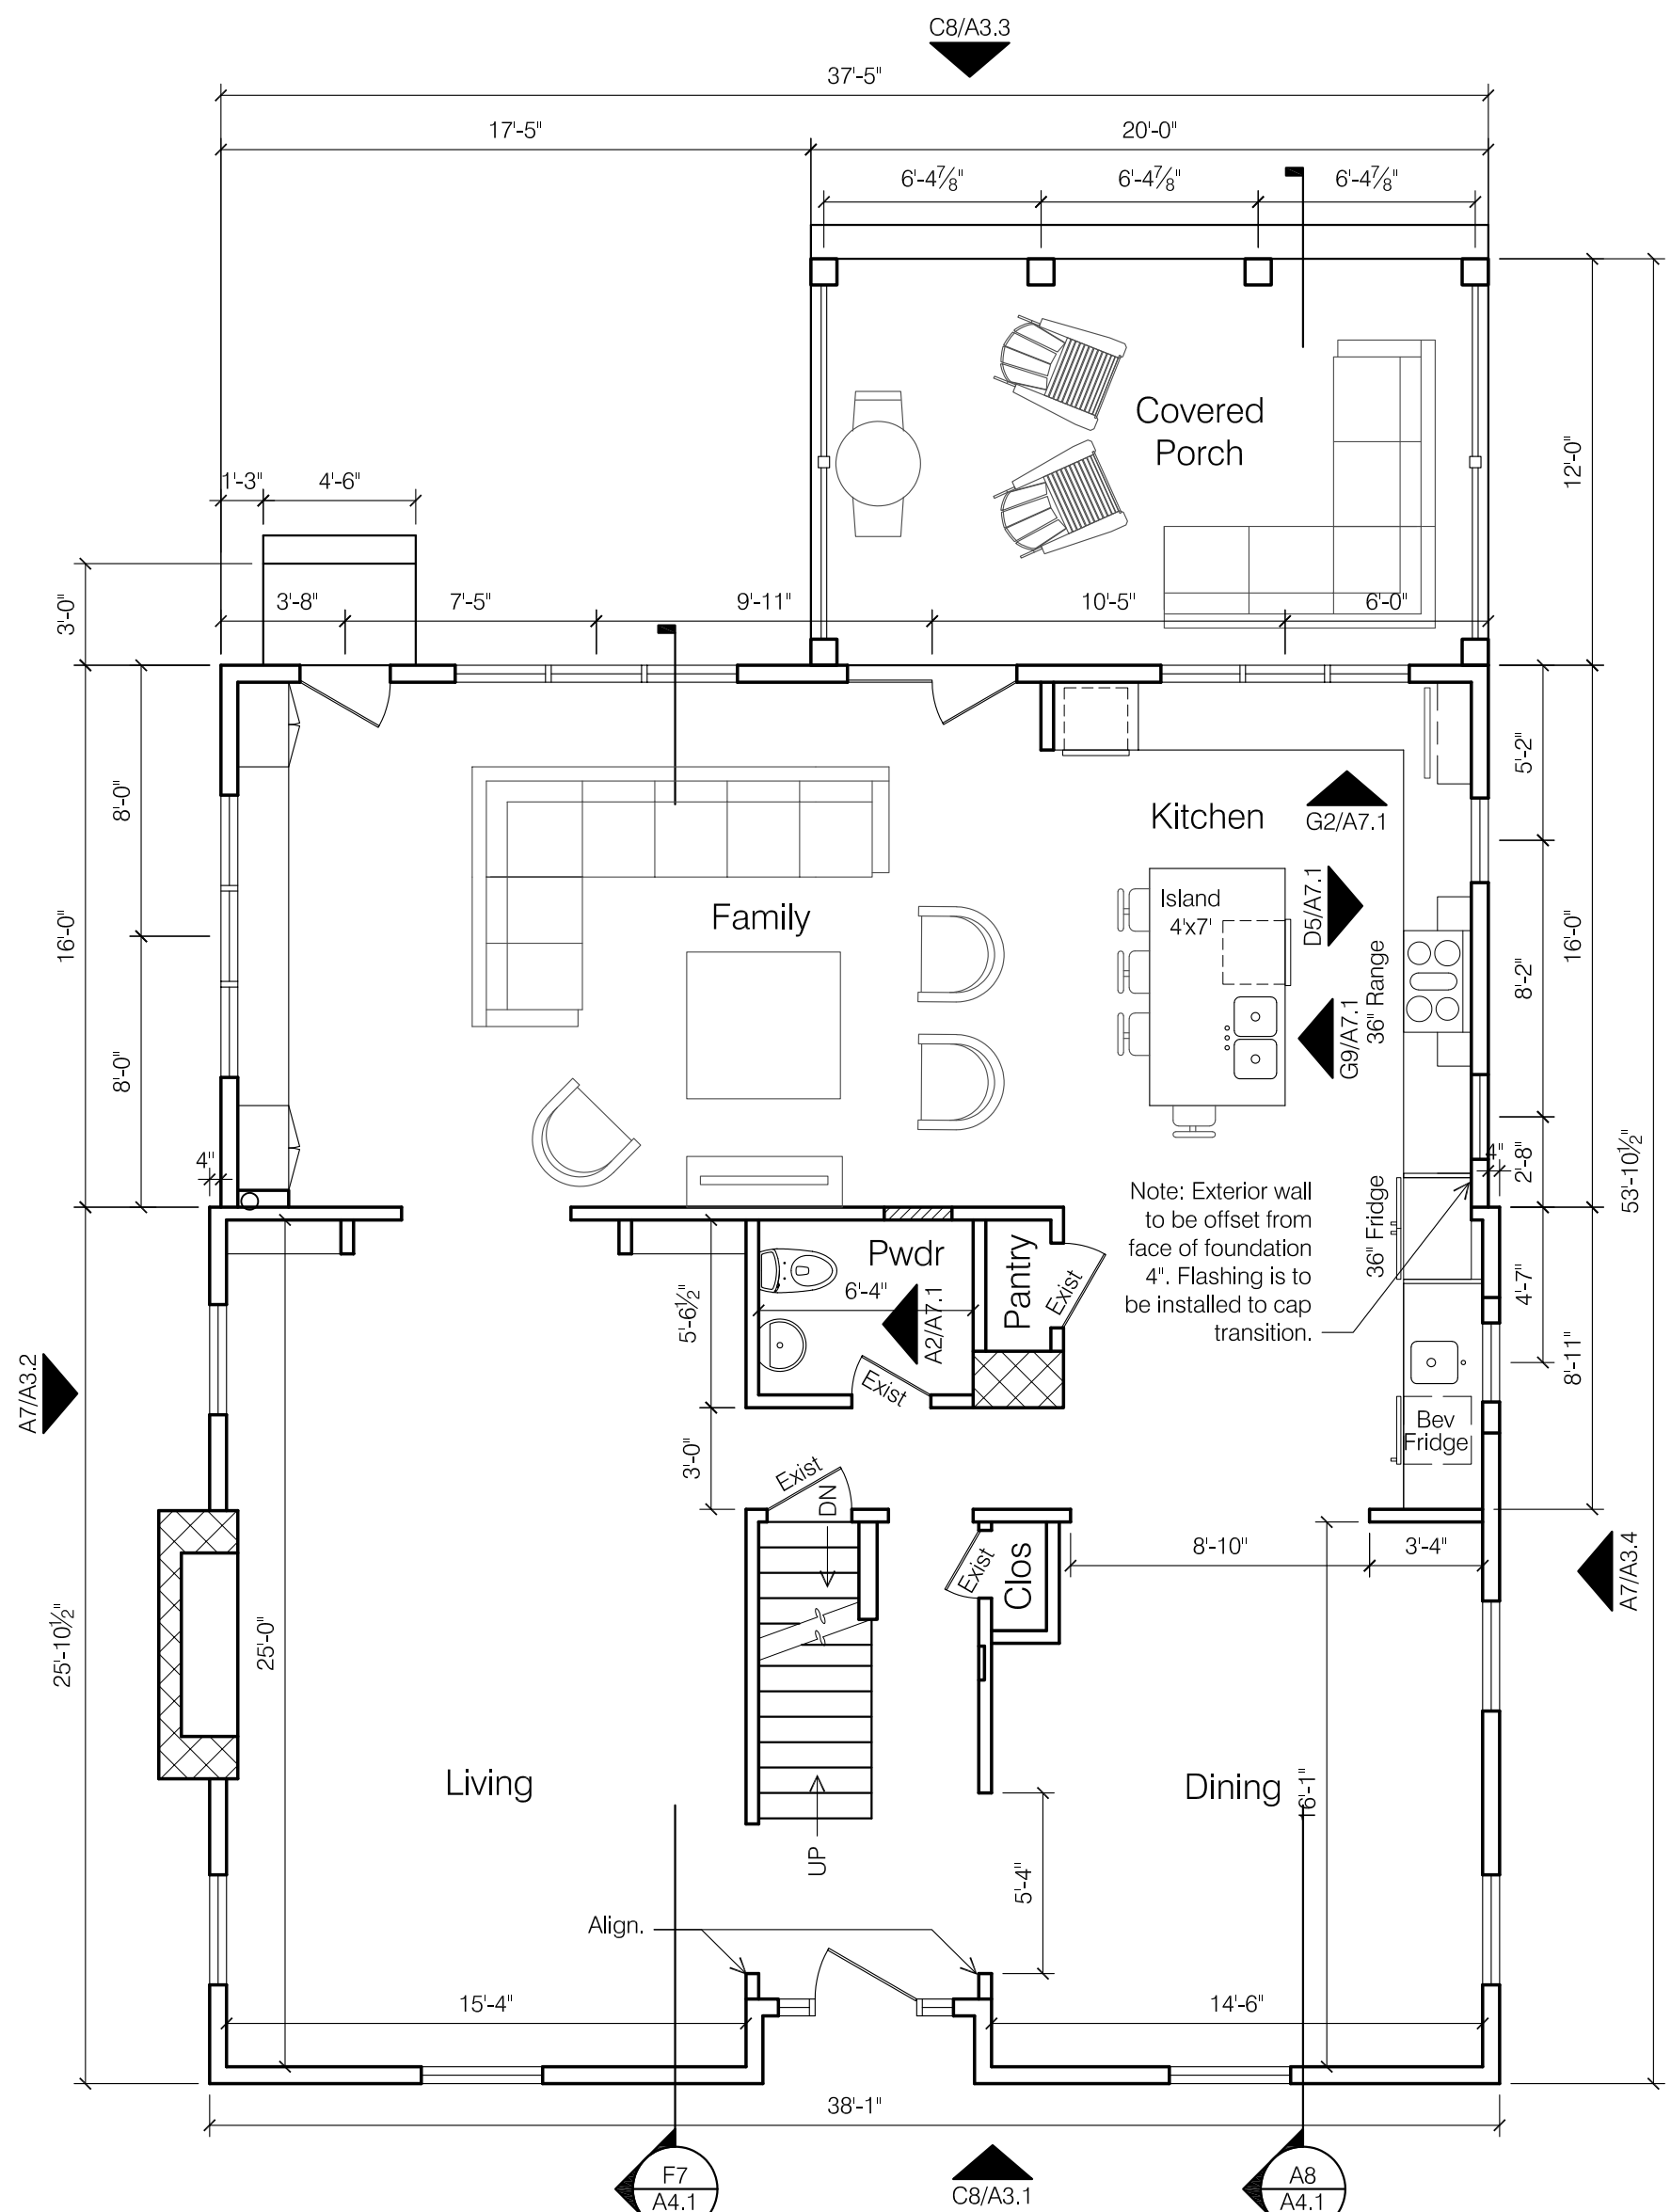 C8/A3.3
37'-5"
17'-5"
20'-0"
6'-4⅞"
6'-4⅞"
6'-4⅞"
Covered
Porch
12'-0"
1'-3"
4'-6"
3'-0"
3'-8"
7'-5"
9'-11"
10'-5"
6'-0"
8'-0"
16'-0"
8'-0"
4"
Family
Kitchen
G2/A7.1
Island
4'x7'
D5/A7.1
G9/A7.1
36" Range
5'-2"
8'-2"
16'-0"
2'-8"
4"
53'-10½"
Note: Exterior wall
to be offset from
face of foundation
4". Flashing is to
be installed to cap
transition.
36" Fridge
4'-7"
8'-11"
Pwdr
6'-4"
A2/A7.1
Pantry
Exist
Exist
5'-6½"
3'-0"
A7/A3.2
Bev
Fridge
Exist
DN
Exist
Clos
8'-10"
3'-4"
A7/A3.4
25'-10½"
25'-0"
Living
Dining
16'-1"
UP
5'-4"
Align.
15'-4"
14'-6"
38'-1"
F7
A4.1
C8/A3.1
A8
A4.1